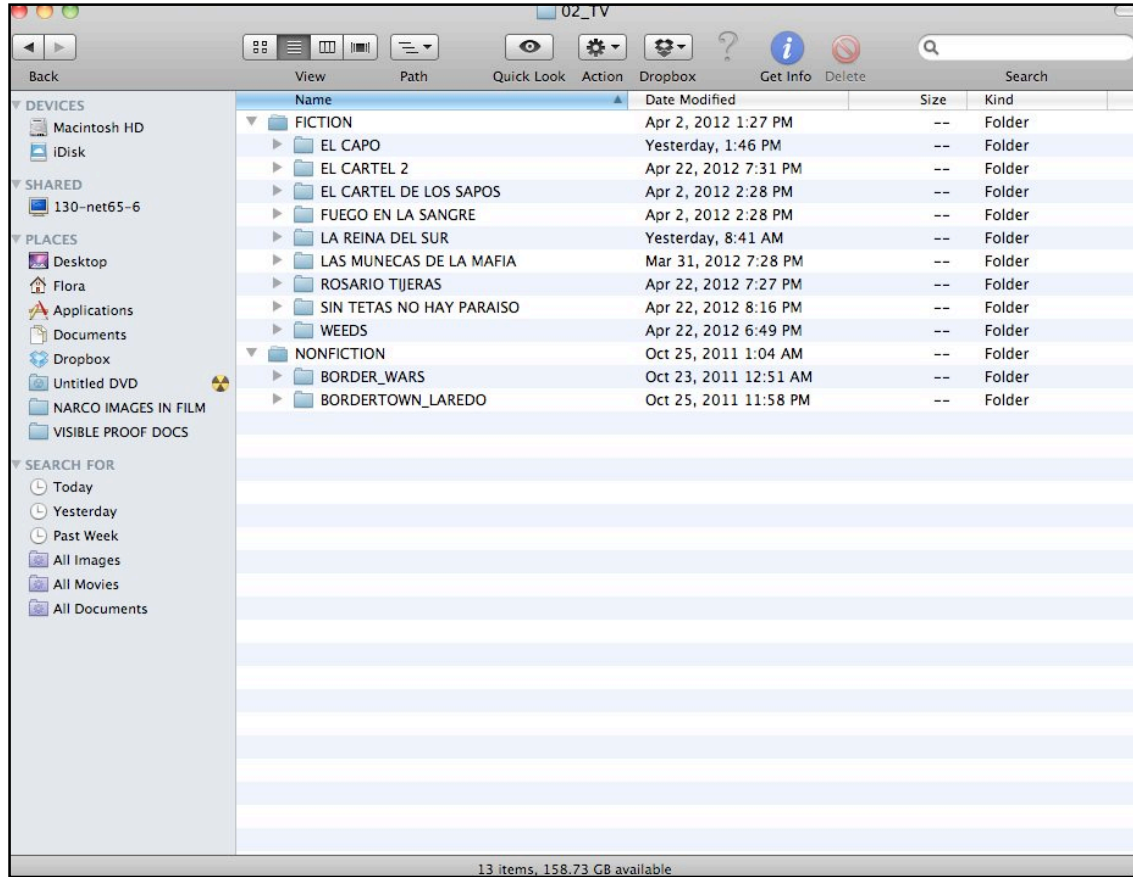 02_TV
Back View Path Quick Look Action Dropbox Get Info Delete Search
DEVICES
Macintosh HD
iDisk
SHARED
130-net65-6
PLACES
Desktop
Flora
Applications
Documents
Dropbox
Untitled DVD
NARCO IMAGES IN FILM
VISIBLE PROOF DOCS
SEARCH FOR
Today
Yesterday
Past Week
All Images
All Movies
All Documents
Name Date Modified Size Kind
FICTION Apr 2, 2012 1:27 PM -- Folder
EL CAPO Yesterday, 1:46 PM -- Folder
EL CARTEL 2 Apr 22, 2012 7:31 PM -- Folder
EL CARTEL DE LOS SAPOS Apr 2, 2012 2:28 PM -- Folder
FUEGO EN LA SANGRE Apr 2, 2012 2:28 PM -- Folder
LA REINA DEL SUR Yesterday, 8:41 AM -- Folder
LAS MUNECAS DE LA MAFIA Mar 31, 2012 7:28 PM -- Folder
ROSARIO TIJERAS Apr 22, 2012 7:27 PM -- Folder
SIN TETAS NO HAY PARAISO Apr 22, 2012 8:16 PM -- Folder
WEEDS Apr 22, 2012 6:49 PM -- Folder
NONFICTION Oct 25, 2011 1:04 AM -- Folder
BORDER_WARS Oct 23, 2011 12:51 AM -- Folder
BORDERTOWN_LAREDO Oct 25, 2011 11:58 PM -- Folder
13 items, 158.73 GB available